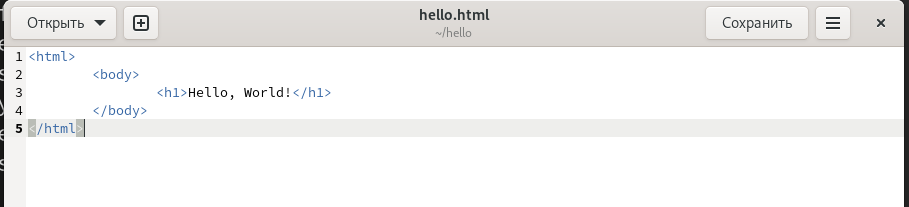 Открыть
hello.html
~/hello
Сохранить
1 <html>
2 <body>
3 <h1>Hello, World!</h1>
4 </body>
5 </html>